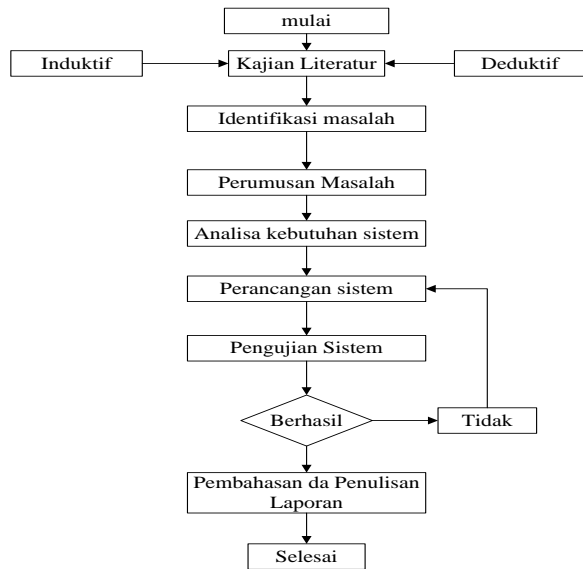 mulai
Induktif
Kajian Literatur
Deduktif
Identifikasi masalah
Perumusan Masalah
Analisa kebutuhan sistem
Perancangan sistem
Pengujian Sistem
Berhasil
Tidak
Pembahasan da Penulisan
Laporan
Selesai